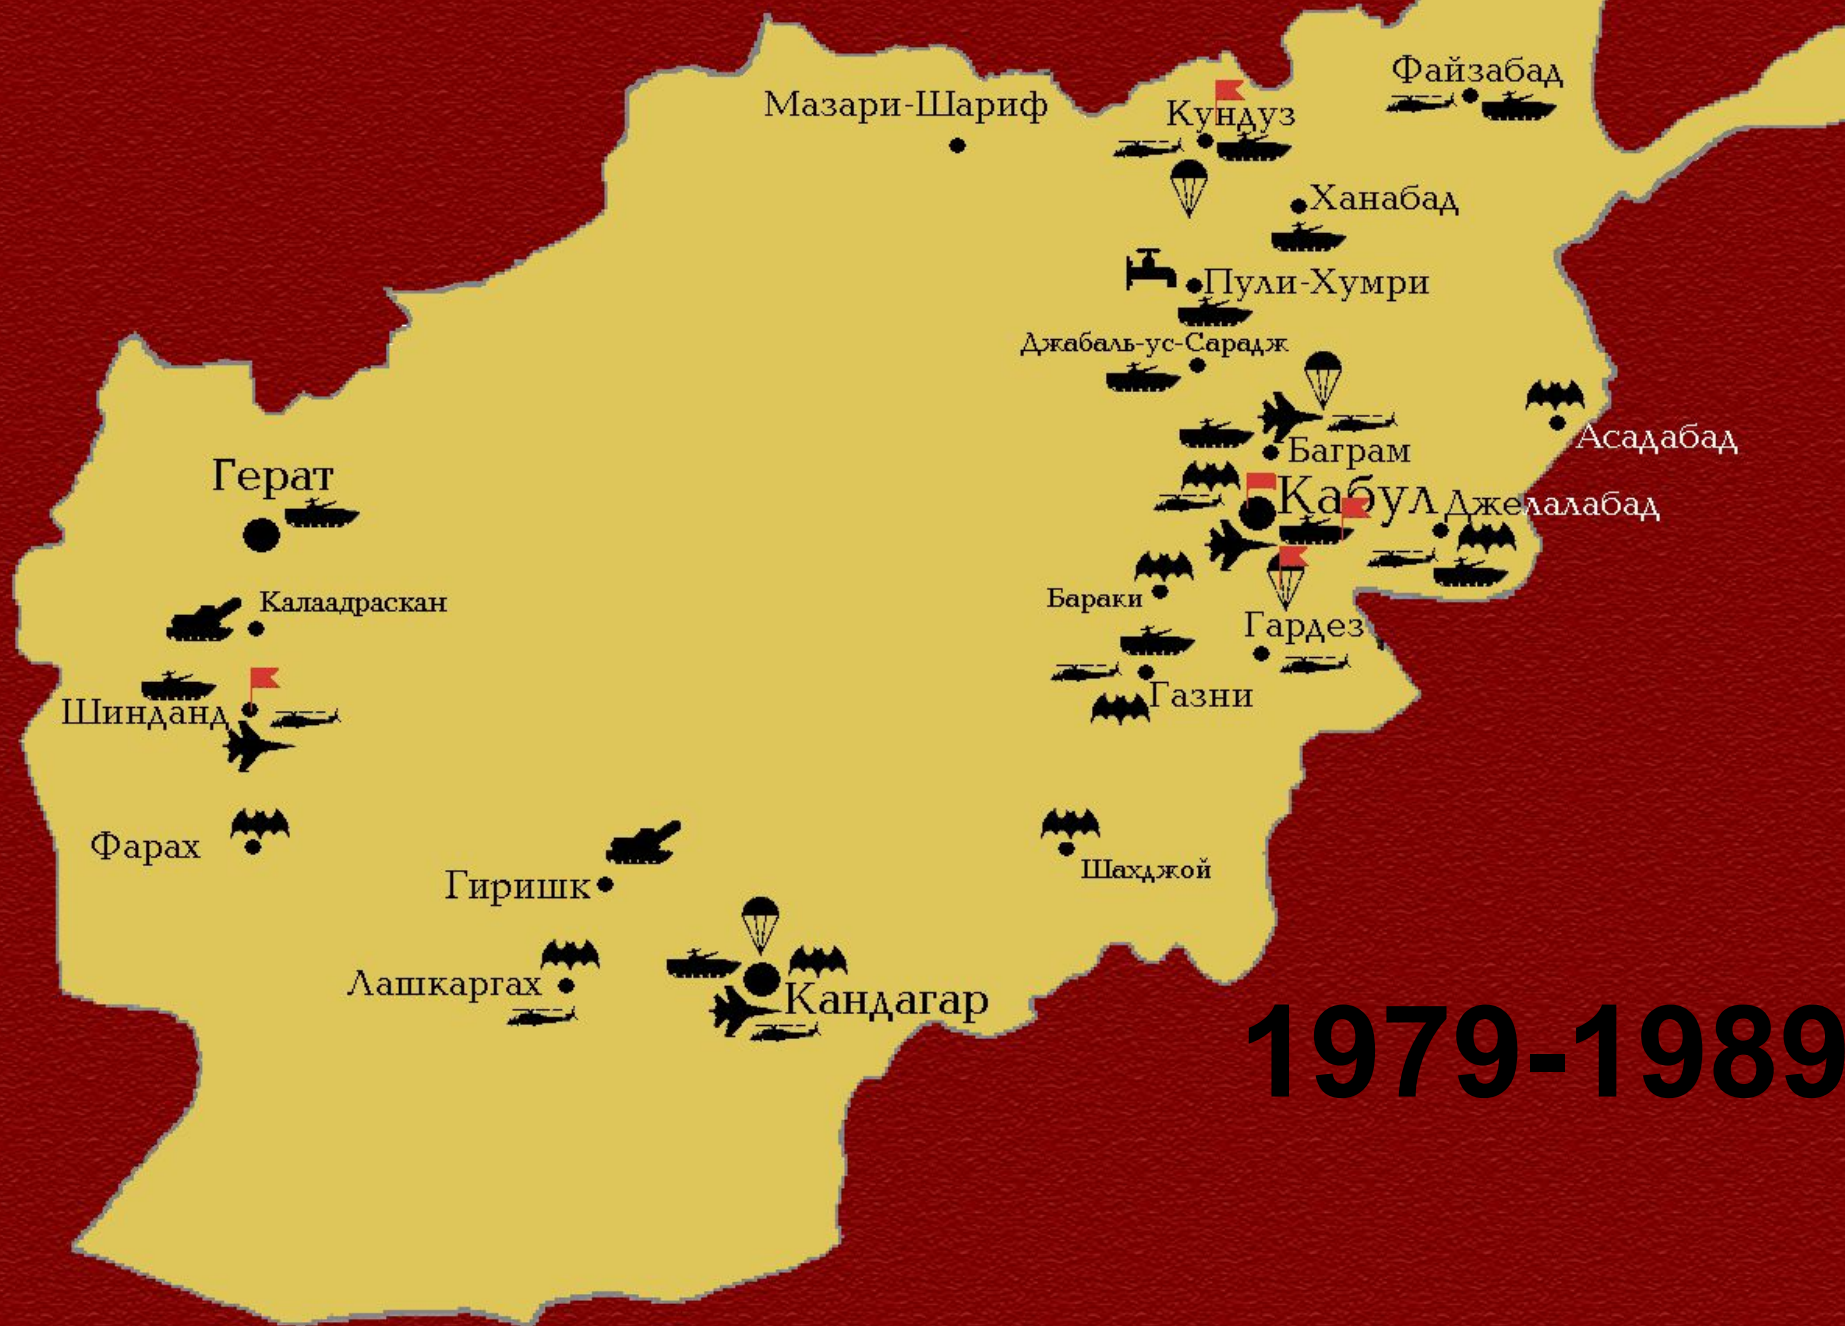 Файзабад
Мазари-Шариф
Кундуз
Ханабад
Пули-Хумри
Джабаль-ус-Сарадж
Асадабад
Баграм
Герат
Кабул
Джелалабад
Бараки
Калаадраскан
Гардез
Газни
Шинданд
Фарах
Шахджой
Гиришк
Лашкаргах
Кандагар
1979-1989